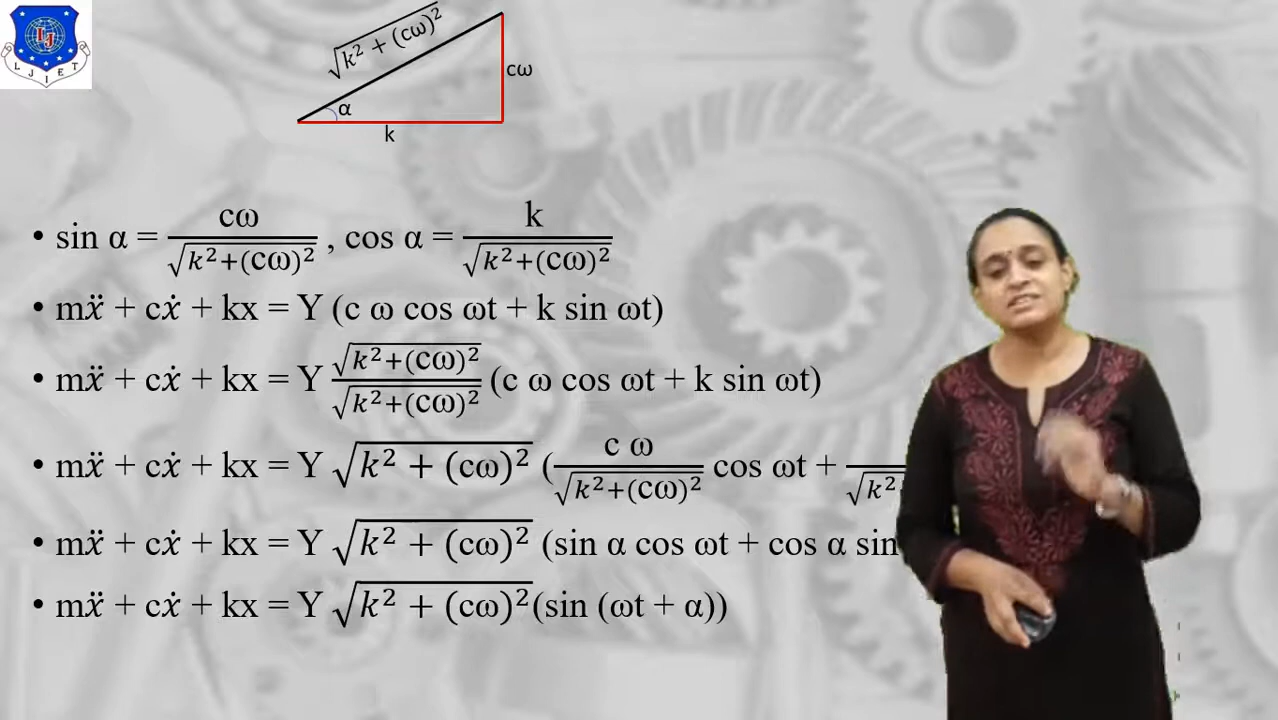 LJ
LJIET
√k² + (cω)²
cω
α
k
• sin α = cω/√k²+(cω)² , cos α = k/√k²+(cω)²
• mẍ + cẋ + kx = Y (c ω cos ωt + k sin ωt)
• mẍ + cẋ + kx = Y √k²+(cω)²/√k²+(cω)² (c ω cos ωt + k sin ωt)
• mẍ + cẋ + kx = Y √k² + (cω)² (c ω/√k²+(cω)² cos ωt + /√k²
• mẍ + cẋ + kx = Y √k² + (cω)² (sin α cos ωt + cos α sin
• mẍ + cẋ + kx = Y √k² + (cω)²(sin (ωt + α))